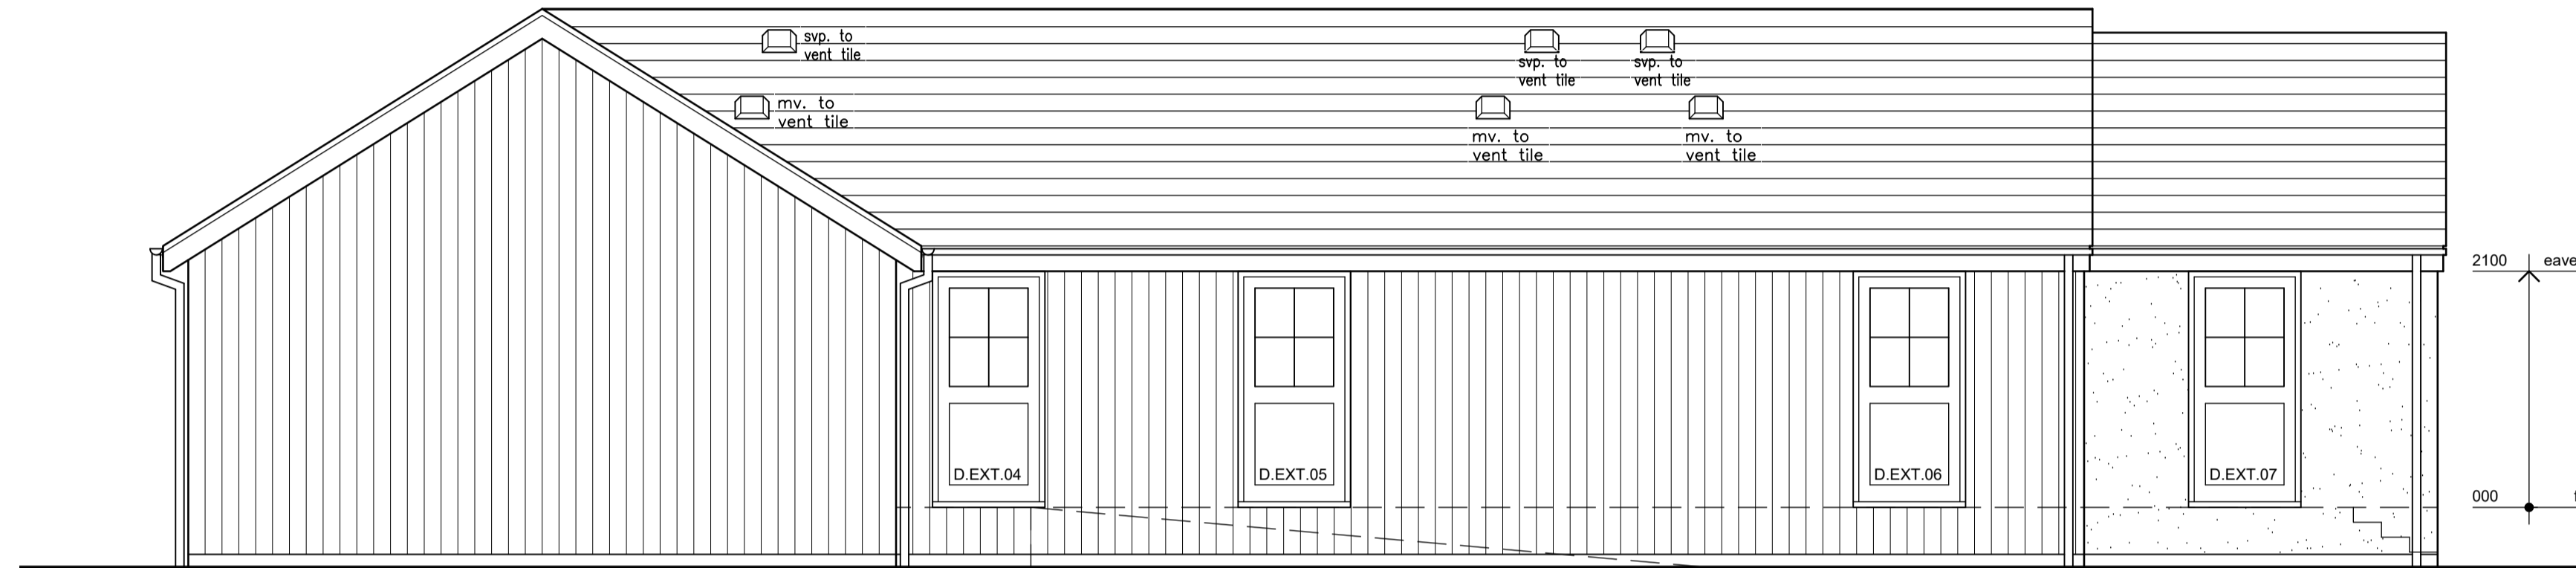 svp. to
vent tile
svp. to
vent tile
svp. to
vent tile
mv. to
vent tile
mv. to
vent tile
mv. to
vent tile
2100 eave
D.EXT.04
D.EXT.05
D.EXT.06
D.EXT.07
000